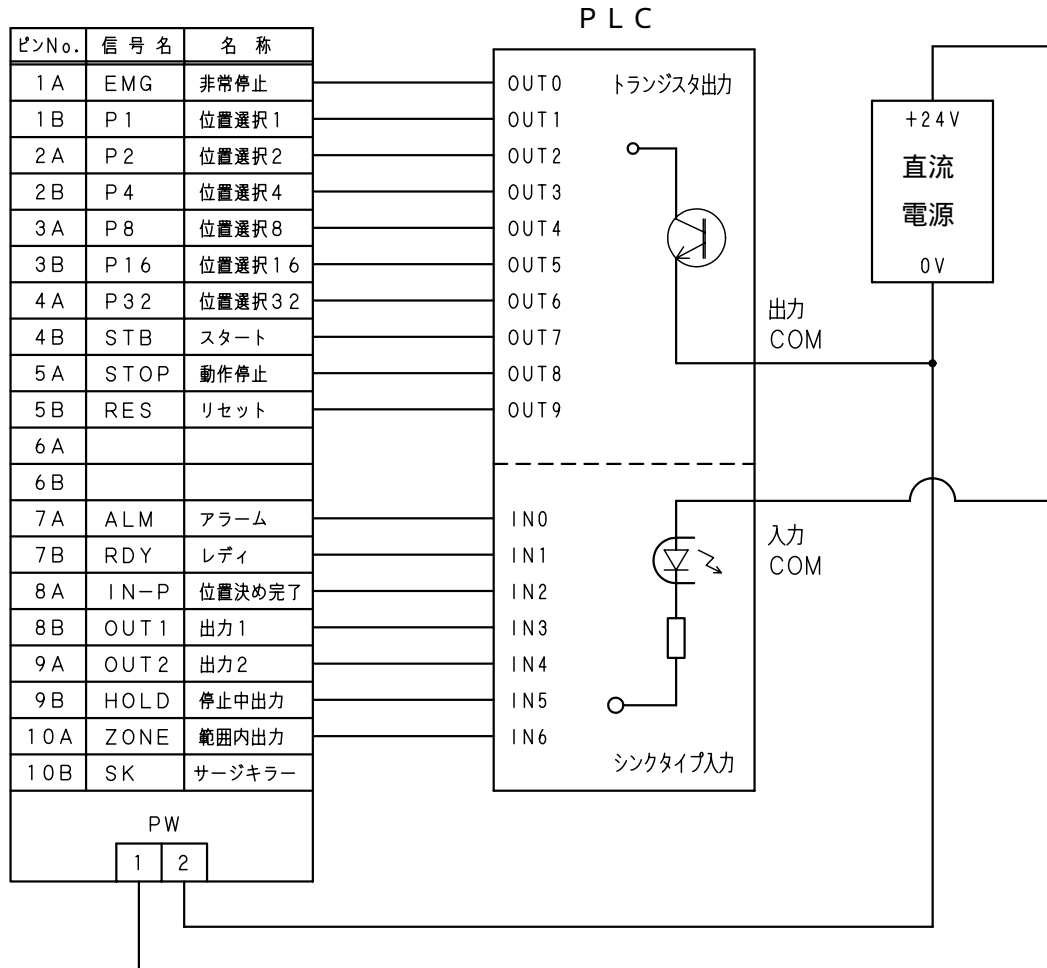 PLC
ピンNo. 信号名 名称
1A EMG 非常停止
1B P1 位置選択1
2A P2 位置選択2
2B P4 位置選択4
3A P8 位置選択8
3B P16 位置選択16
4A P32 位置選択32
4B STB スタート
5A STOP 動作停止
5B RES リセット
6A
6B
7A ALM アラーム
7B RDY レディ
8A IN-P 位置決め完了
8B OUT1 出力1
9A OUT2 出力2
9B HOLD 停止中出力
10A ZONE 範囲内出力
10B SK サージキラー
PW
1 2
OUT0
OUT1
OUT2
OUT3
OUT4
OUT5
OUT6
OUT7
OUT8
OUT9
トランジスタ出力
IN0
IN1
IN2
IN3
IN4
IN5
IN6
シンクタイプ入力
出力
COM
入力
COM
+24V
直流
電源
0V